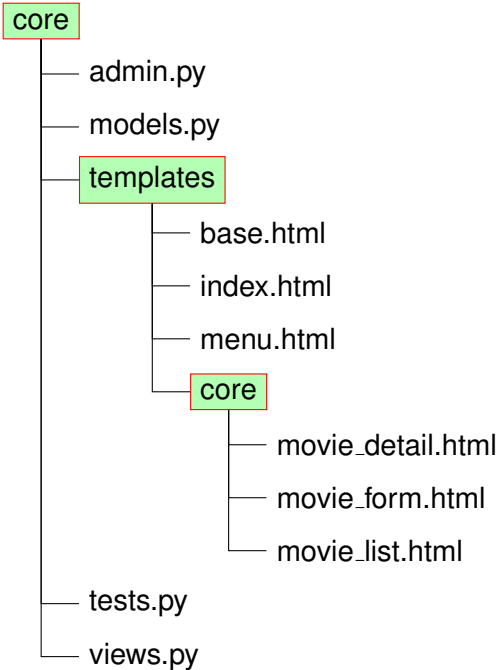 core
admin.py
models.py
templates
base.html
index.html
menu.html
core
movie_detail.html
movie_form.html
movie_list.html
tests.py
views.py